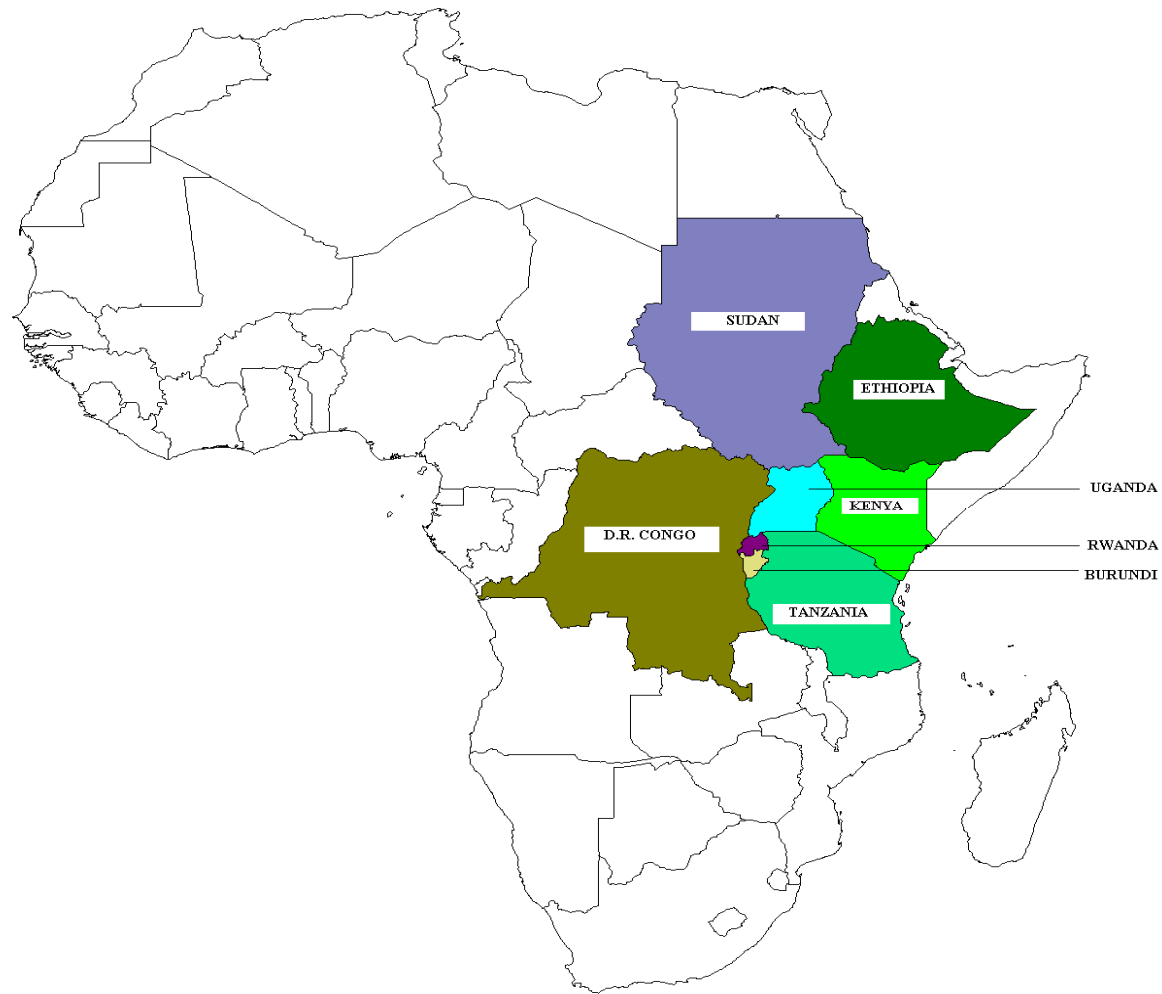 SUDAN
ETHIOPIA
UGANDA
KENYA
D.R. CONGO
RWANDA
BURUNDI
TANZANIA